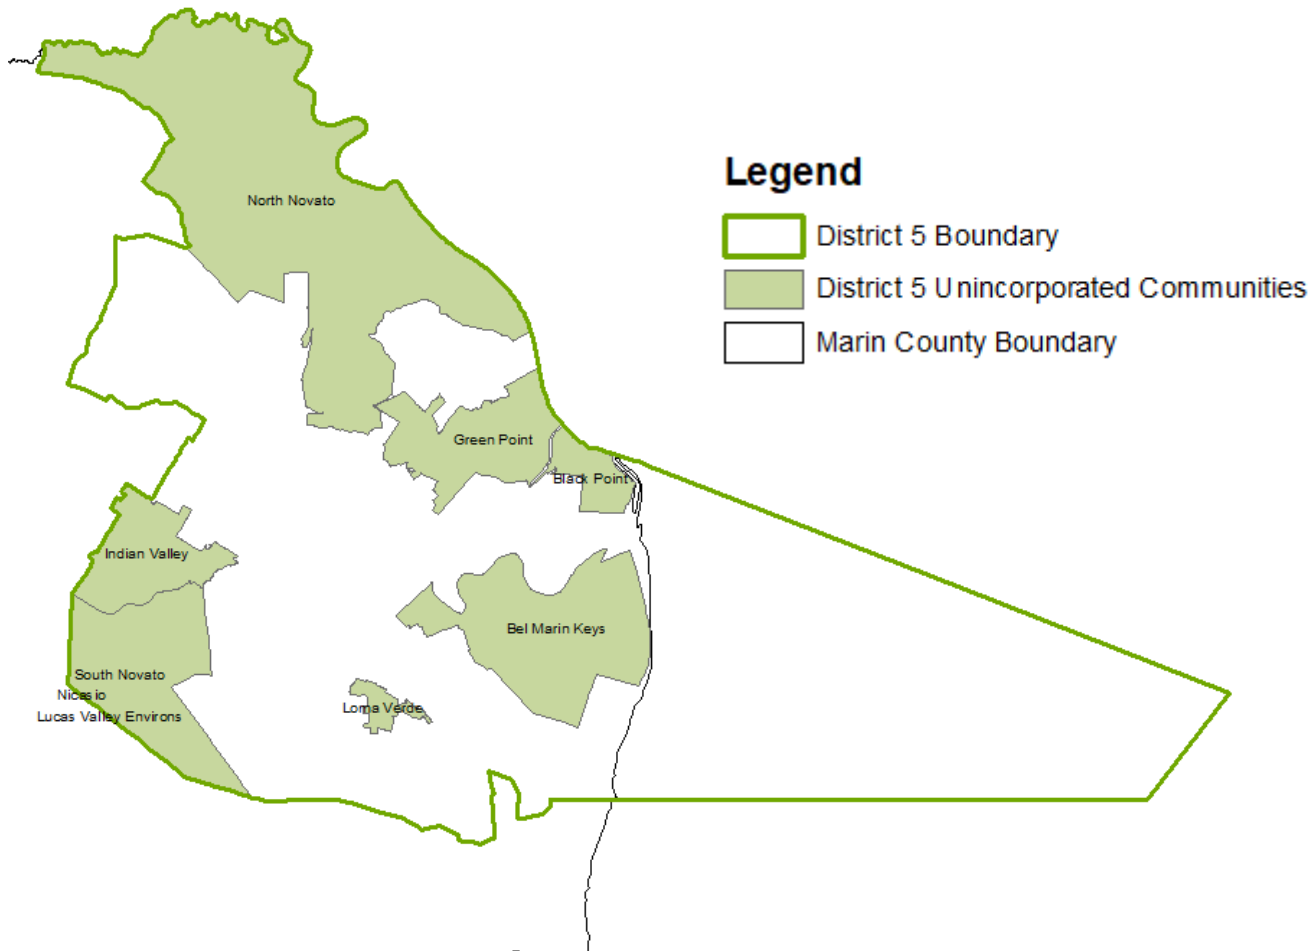 North Novato
Legend
District 5 Boundary
District 5 Unincorporated Communities
Marin County Boundary
Green Point
Black Point
Indian Valley
Bel Marin Keys
South Novato
Nicasio
Lucas Valley Environs
Loma Verde